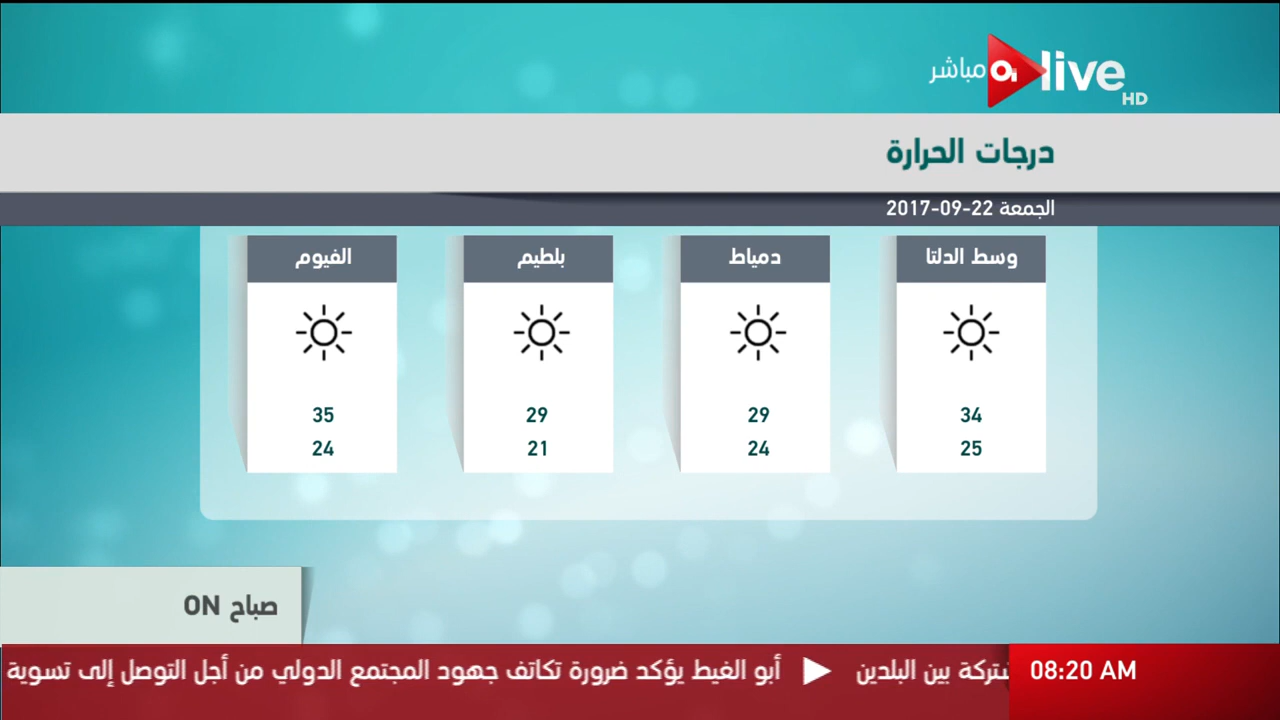 مباشر ON live
HD
درجات الحرارة
الجمعة 22-09-2017
وسط الدلتا
دمياط
بلطيم
الفيوم
34
29
29
35
25
24
21
24
صباح ON
08:20 AM
بين البلدين ◀ أبو الغيط يؤكد ضرورة تكاتف جهود المجتمع الدولي من أجل التوصل إلى تسوية